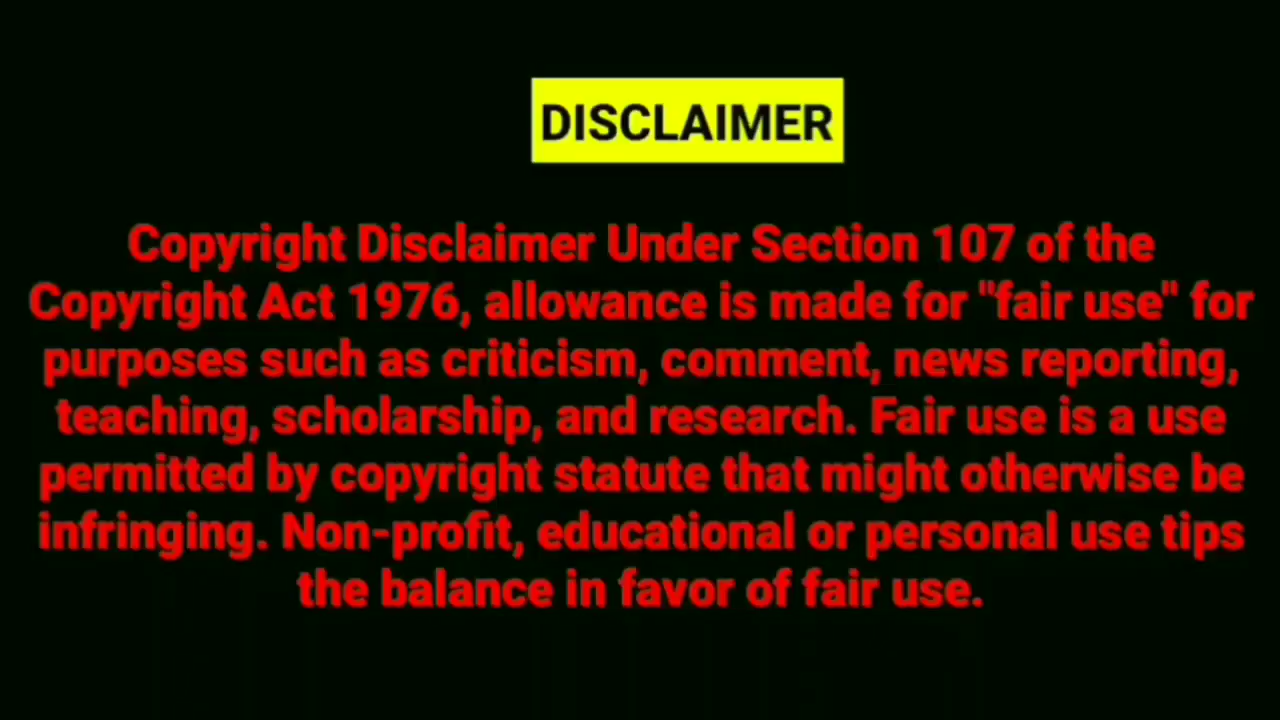 DISCLAIMER
Copyright Disclaimer Under Section 107 of the
Copyright Act 1976, allowance is made for "fair use" for
purposes such as criticism, comment, news reporting,
teaching, scholarship, and research. Fair use is a use
permitted by copyright statute that might otherwise be
infringing. Non-profit, educational or personal use tips
the balance in favor of fair use.